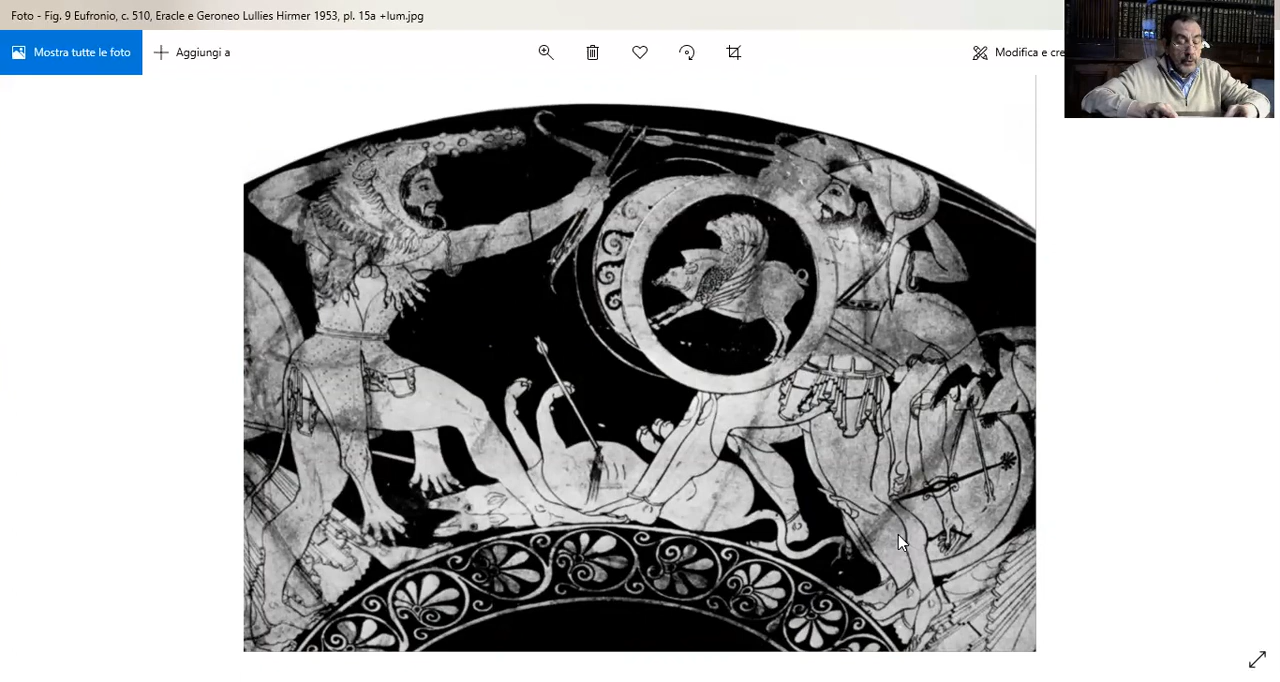 Foto - Fig. 9 Eufronio, c. 510, Eracle e Geroneo Lullies Hirmer 1953, pl. 15a +lum.jpg
Mostra tutte le foto
Aggiungi a
Modifica e cre